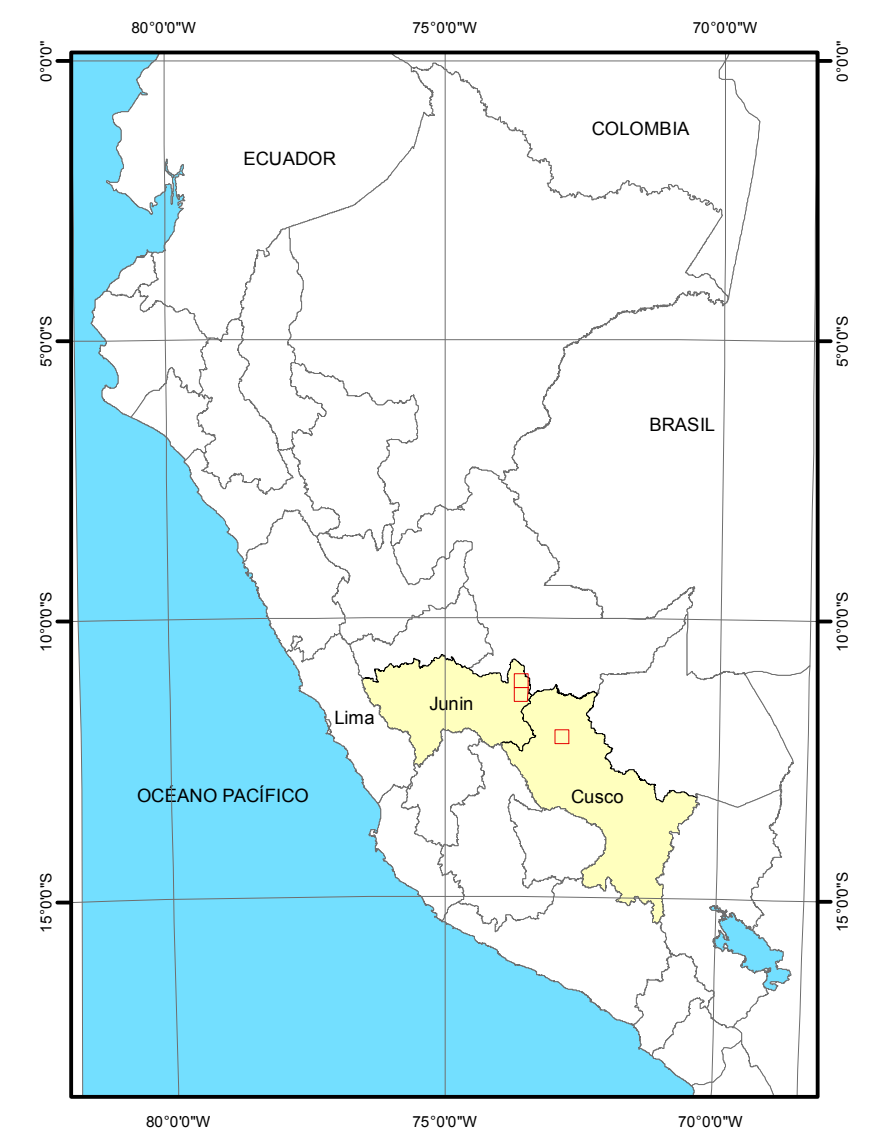 80°0'0"W 75°0'0"W 70°0'0"W
0°0'0" 0°0'0"
COLOMBIA
ECUADOR
5°0'0"S 5°0'0"S
BRASIL
10°0'0"S 10°0'0"S
Junin
Lima
OCÉANO PACÍFICO
Cusco
15°0'0"S 15°0'0"S
80°0'0"W 75°0'0"W 70°0'0"W